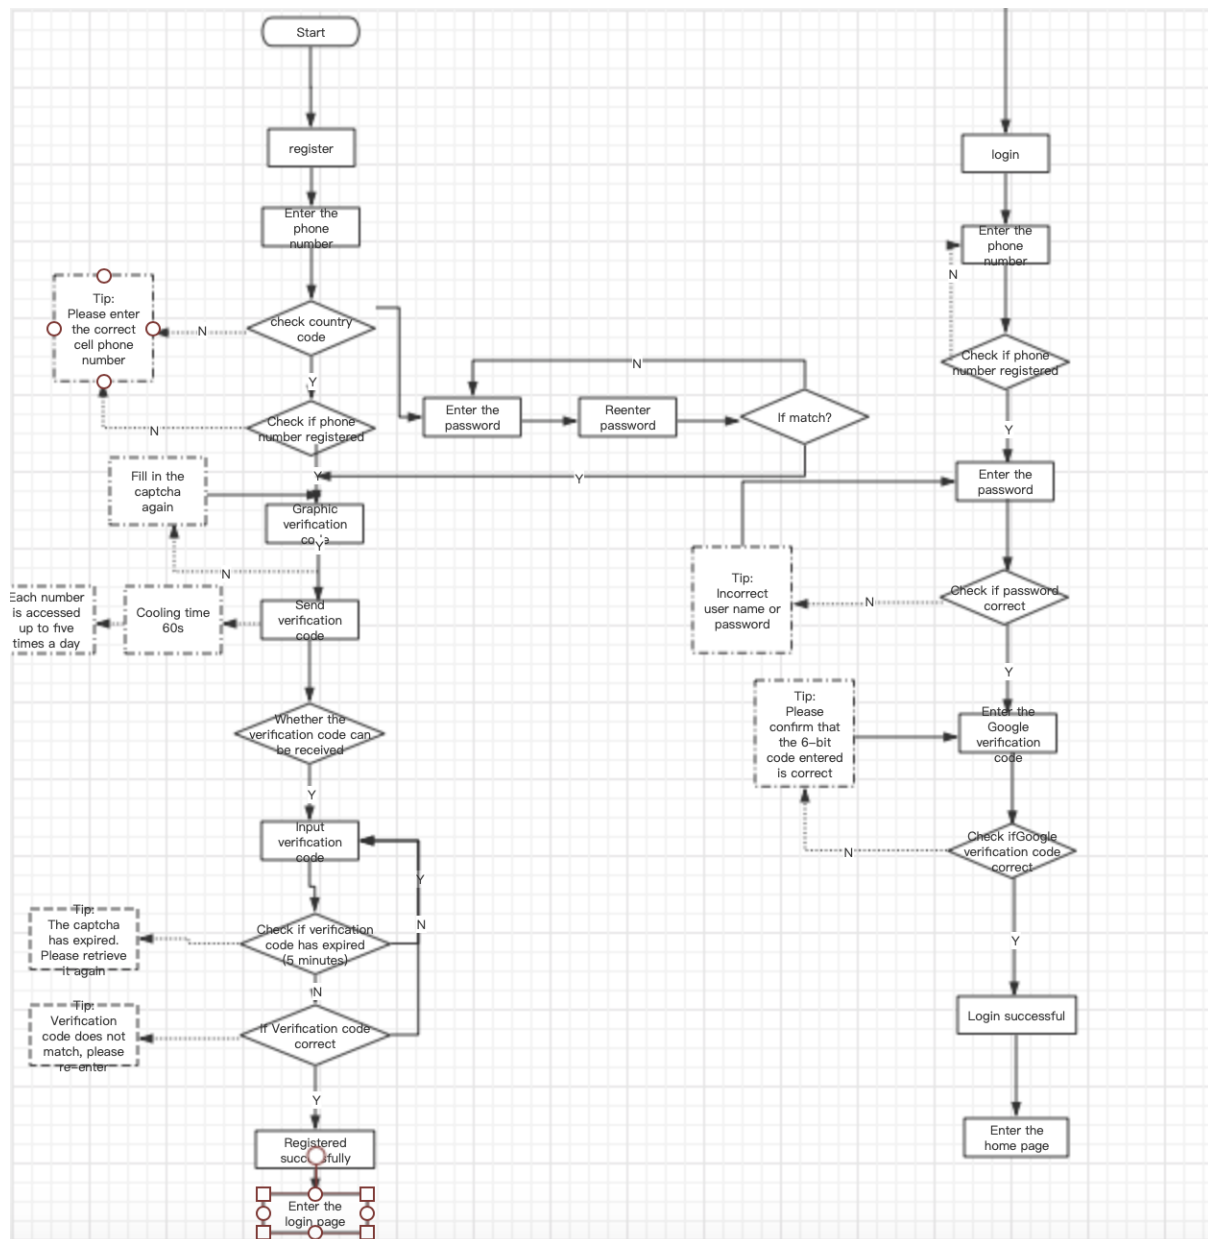 Start
register
Enter the
phone
number
Tip:
Please enter
the correct
cell phone
number
N
check country
code
Y
N
Check if phone
number registered
Enter the
password
Reenter
password
If match?
N
Y
Y
Fill in the
captcha
again
Graphic
verification
code
Y
N
Each number
is accessed
up to five
times a day
Cooling time
60s
Send
verification
code
Whether the
verification code can
be received
Y
Input
verification
code
Y
N
Tip:
The captcha
has expired.
Please retrieve
it again
Check if verification
code has expired
(5 minutes)
N
Tip:
Verification
code does not
match, please
re-enter
If Verification code
correct
Y
Registered
successfully
Enter the
login page
login
Enter the
phone
number
N
Check if phone
number registered
Y
Enter the
password
Tip:
Incorrect
user name or
password
N
Check if password
correct
Y
Tip:
Please
confirm that
the 6-bit
code entered
is correct
Enter the
Google
verification
code
N
Check ifGoogle
verification code
correct
Y
Login successful
Enter the
home page